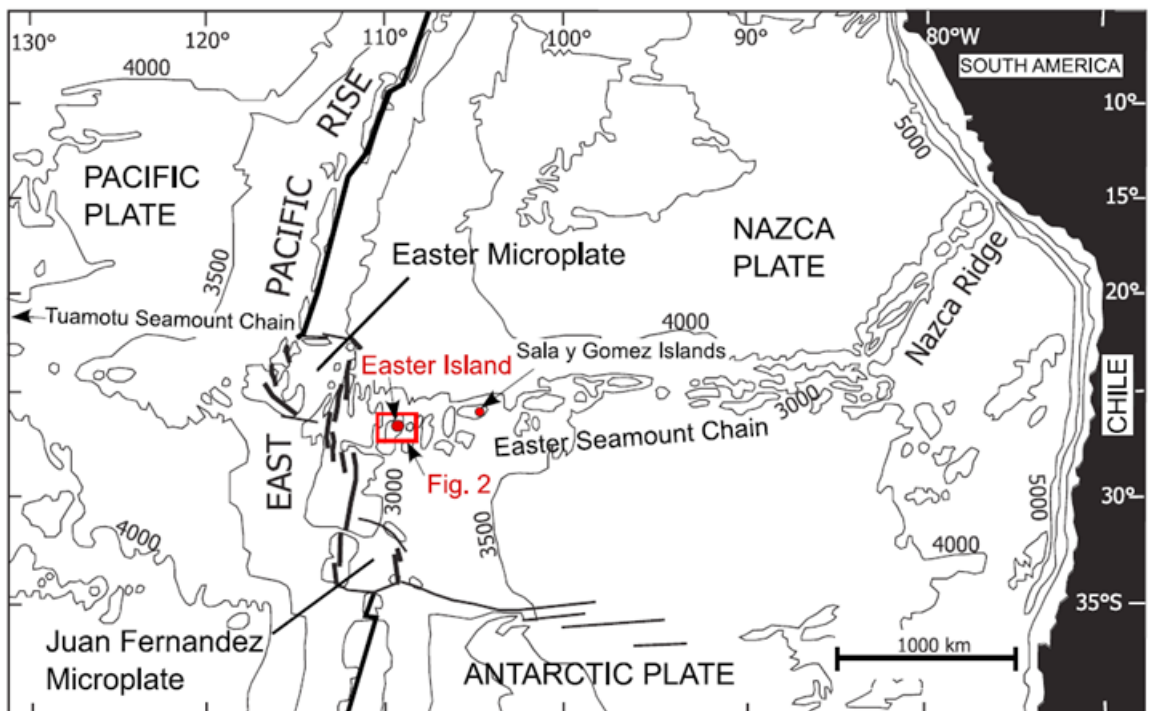 130°
120°
110°
100°
90°
80°W
SOUTH AMERICA
4000
10°
5000
PACIFIC
PLATE
EAST PACIFIC RISE
15°
NAZCA
PLATE
Easter Microplate
3500
Nazca Ridge
20°
Tuamotu Seamount Chain
4000
Sala y Gomez Islands
Easter Island
CHILE
3000
Easter Seamount Chain
Fig. 2
3000
3500
5000
30°
4000
4000
35°S
Juan Fernandez
Microplate
1000 km
ANTARCTIC PLATE